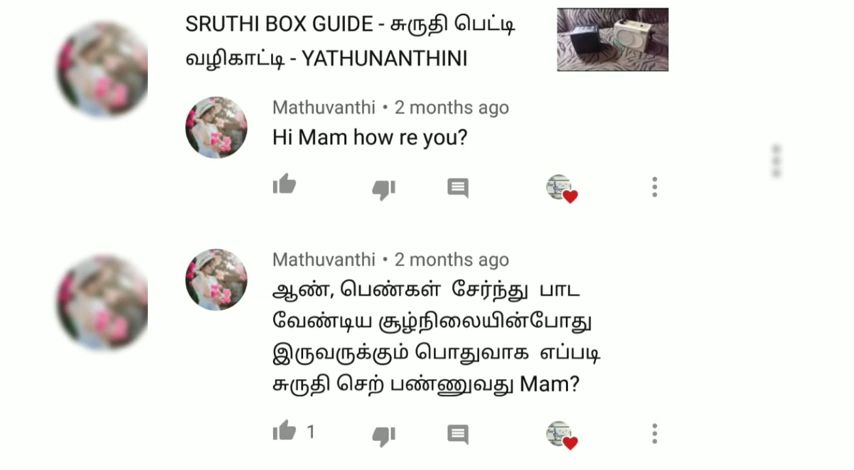 SRUTHI BOX GUIDE - சுருதி பெட்டி
வழிகாட்டி - YATHUNANTHINI
Mathuvanthi • 2 months ago
Hi Mam how re you?
Mathuvanthi • 2 months ago
ஆண், பெண்கள் சேர்ந்து பாட
வேண்டிய சூழ்நிலையின்போது
இருவருக்கும் பொதுவாக எப்படி
சுருதி செற் பண்ணுவது Mam?
1